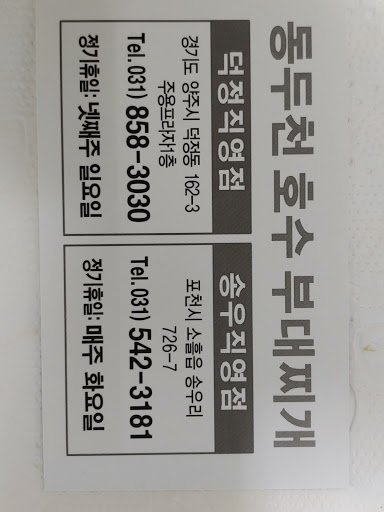 동두천 호수 부대찌개
덕정직영점
경기도 양주시 덕정동 162-3
주용프라자1층
Tel. 031) 858-3030
정기휴일: 넷째주 일요일
송우직영점
포천시 소흘읍 송우리
726-7
Tel. 031) 542-3181
정기휴일: 매주 화요일